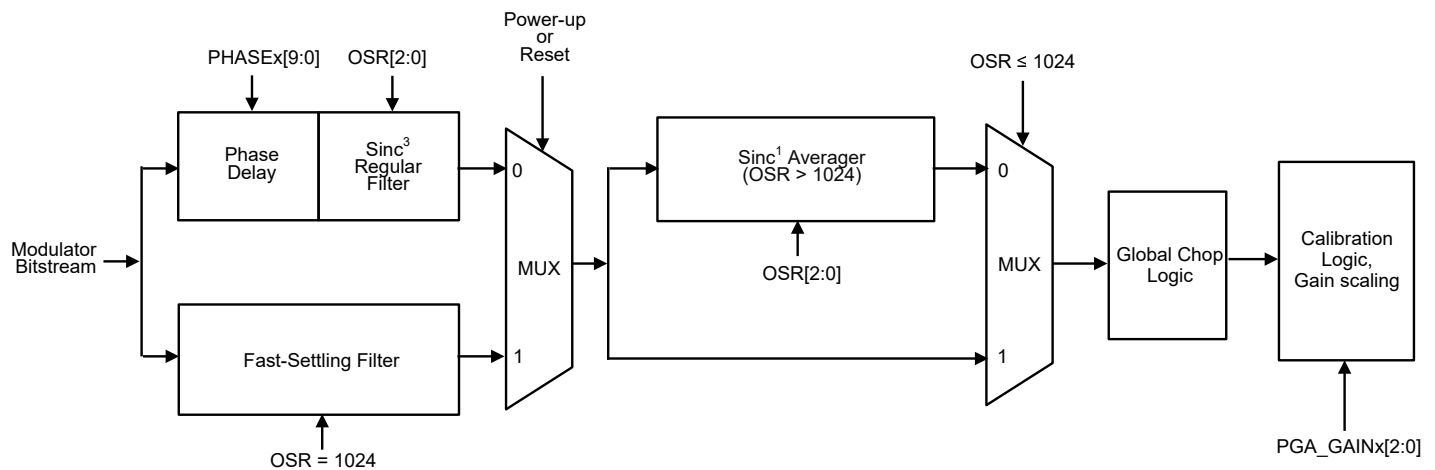 Power-up
or
Reset
PHASEx[9:0]
OSR[2:0]
OSR ≤ 1024
Phase
Delay
Sinc³
Regular
Filter
0
Sinc¹ Averager
(OSR > 1024)
0
Modulator
Bitstream
MUX
OSR[2:0]
MUX
Global Chop
Logic
Calibration
Logic,
Gain scaling
Fast-Settling Filter
1
1
OSR = 1024
PGA_GAINx[2:0]